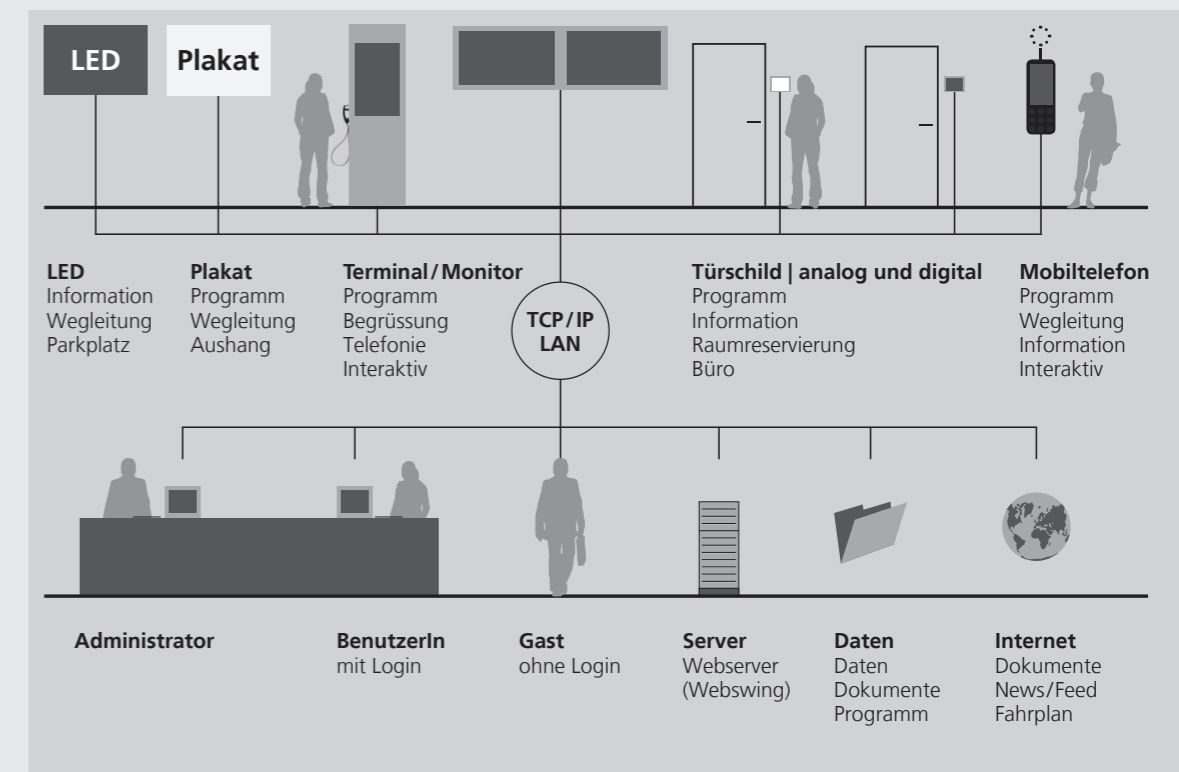 LED
Plakat
LED
Information
Wegleitung
Parkplatz
Plakat
Programm
Wegleitung
Aushang
Terminal/Monitor
Programm
Begrüssung
Telefonie
Interaktiv
TCP/IP
LAN
Türschild | analog und digital
Programm
Information
Raumreservierung
Büro
Mobiltelefon
Programm
Wegleitung
Information
Interaktiv
Administrator
BenutzerIn
mit Login
Gast
ohne Login
Server
Webserver
(Webswing)
Daten
Daten
Dokumente
Programm
Internet
Dokumente
News/Feed
Fahrplan